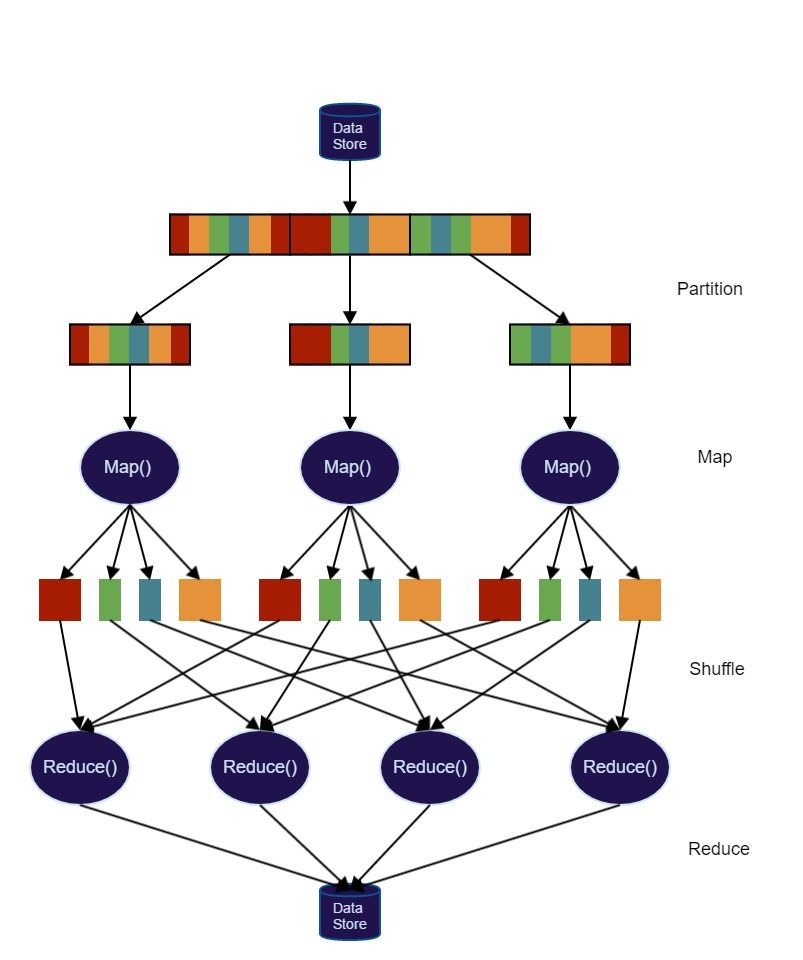 Data
Store
Partition
Map() Map() Map()
Map
Shuffle
Reduce() Reduce() Reduce() Reduce()
Reduce
Data
Store